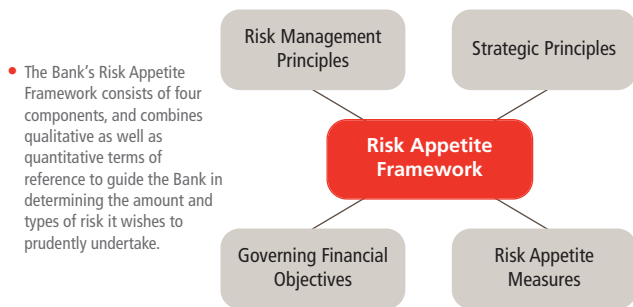 • The Bank’s Risk Appetite
Framework consists of four
components, and combines
qualitative as well as
quantitative terms of
reference to guide the Bank in
determining the amount and
types of risk it wishes to
prudently undertake.
Risk Management
Principles
Strategic Principles
Risk Appetite
Framework
Governing Financial
Objectives
Risk Appetite
Measures